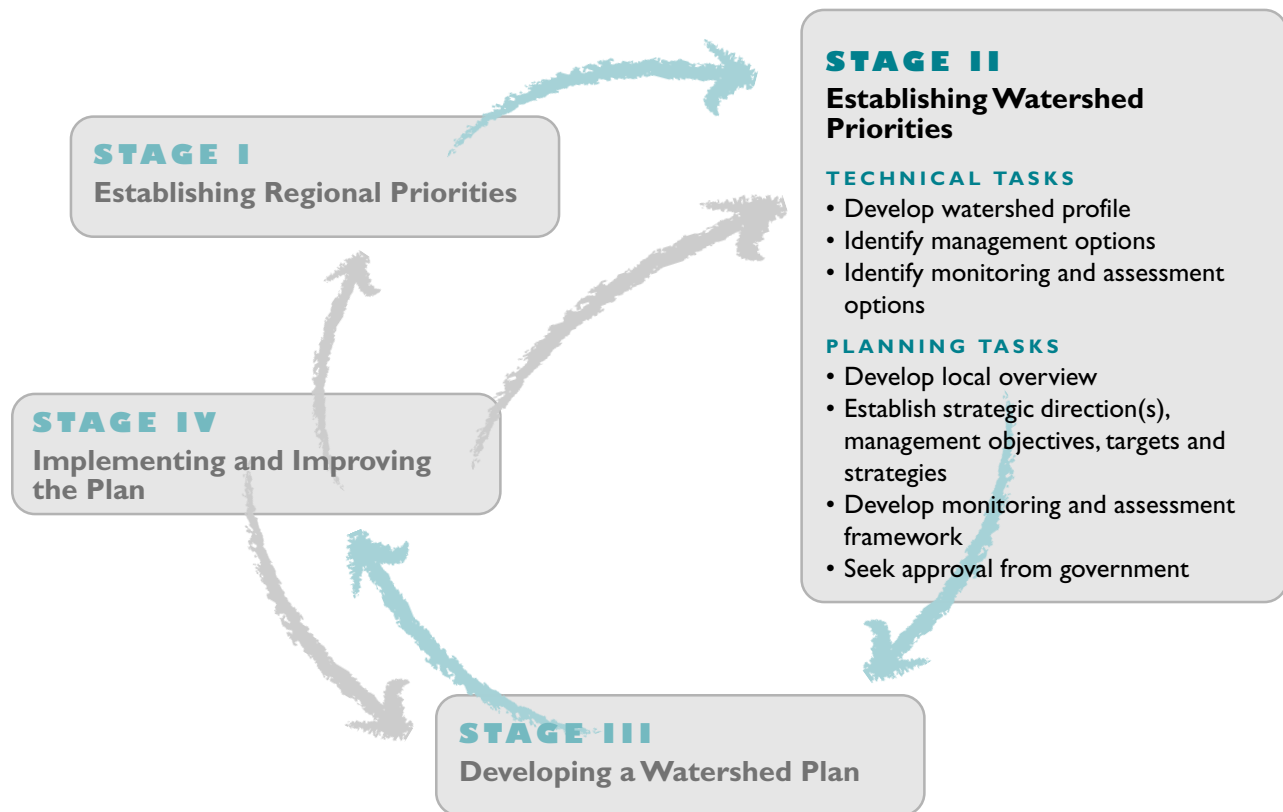 STAGE I
Establishing Regional Priorities
STAGE II
Establishing Watershed
Priorities
TECHNICAL TASKS
• Develop watershed profile
• Identify management options
• Identify monitoring and assessment
options
PLANNING TASKS
• Develop local overview
• Establish strategic direction(s),
management objectives, targets and
strategies
• Develop monitoring and assessment
framework
• Seek approval from government
STAGE III
Developing a Watershed Plan
STAGE IV
Implementing and Improving
the Plan